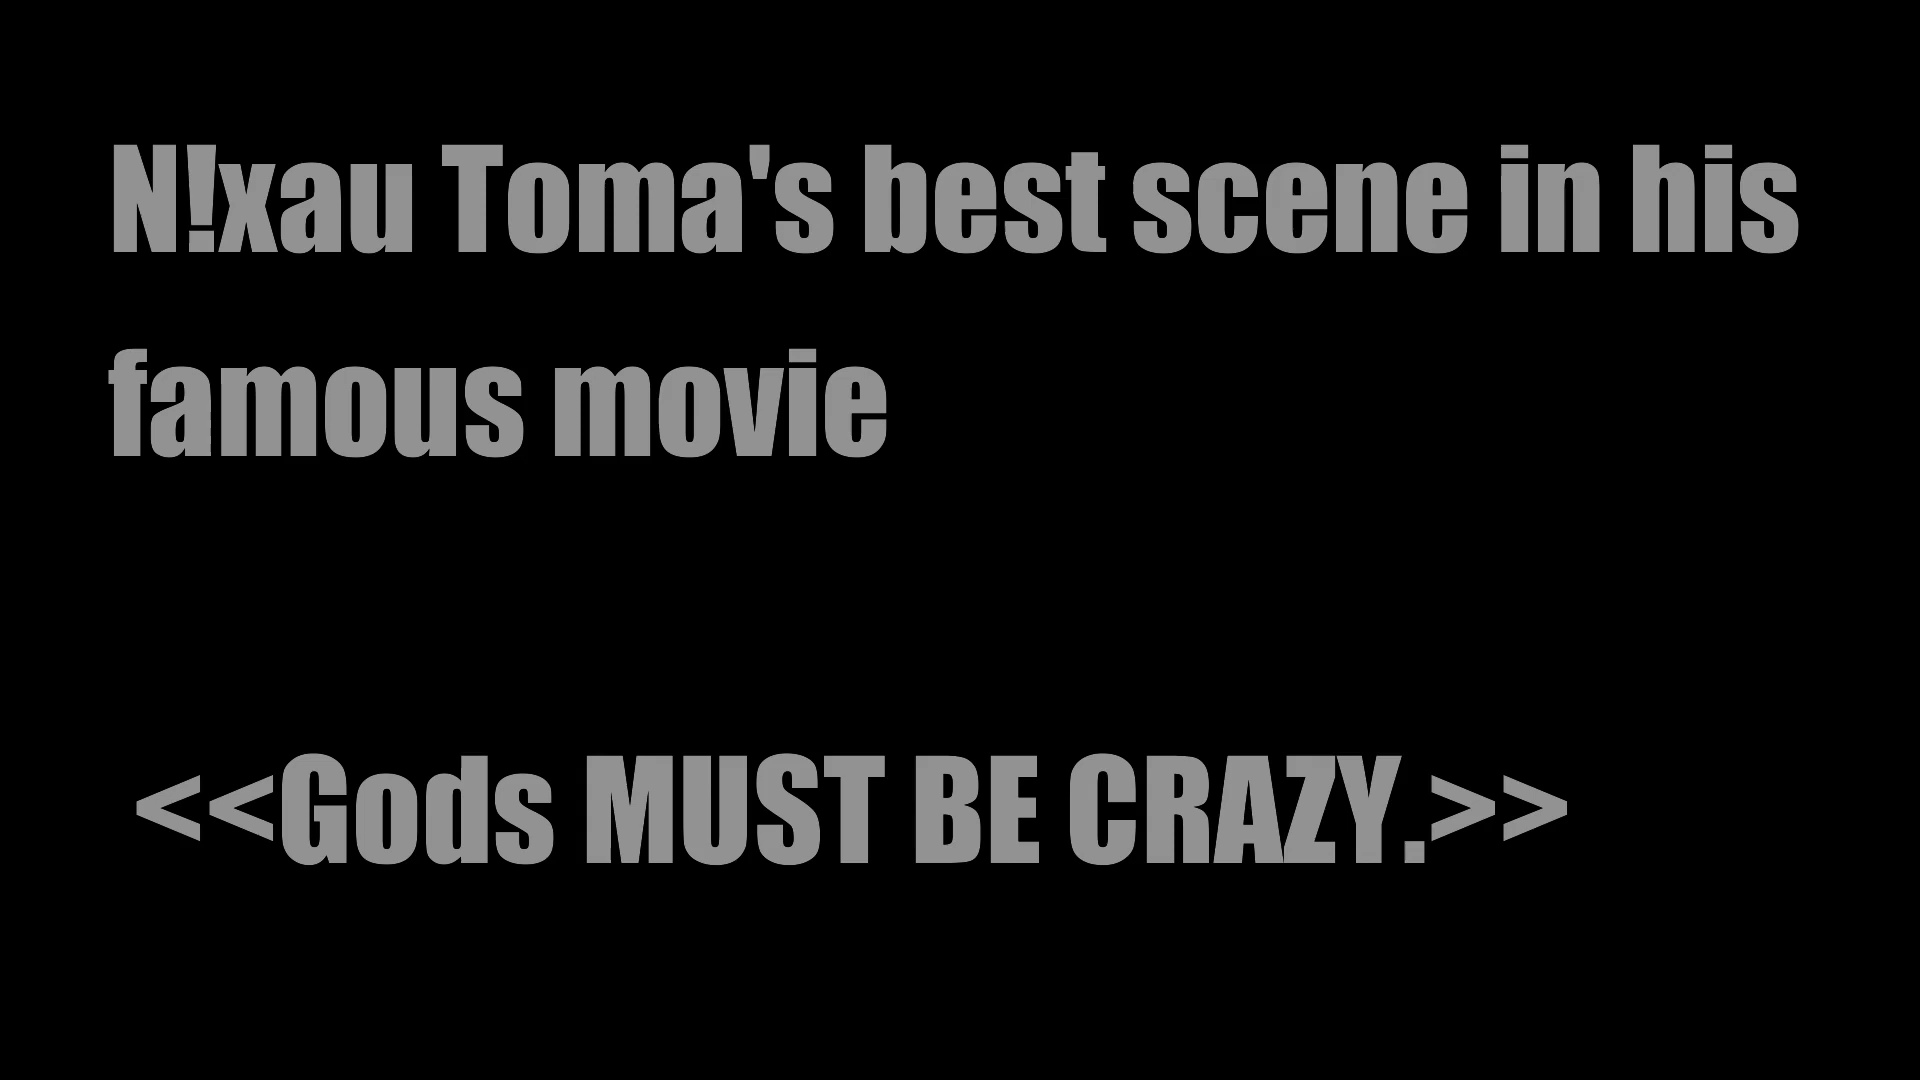 N!xau Toma's best scene in his
famous movie
<<Gods MUST BE CRAZY.>>